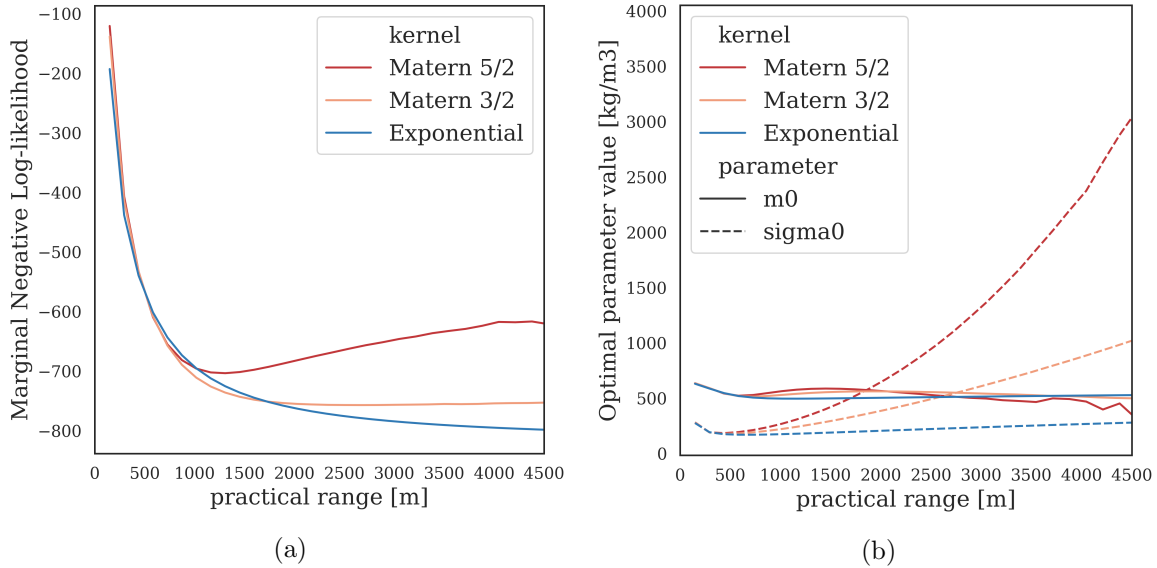 −100
−200
−300
−400
−500
−600
−700
−800
Marginal Negative Log-likelihood
kernel
Matern 5/2
Matern 3/2
Exponential
0 500 1000 1500 2000 2500 3000 3500 4000 4500
practical range [m]
(a)
4000
3500
3000
2500
2000
1500
1000
500
0
Optimal parameter value [kg/m3]
kernel
Matern 5/2
Matern 3/2
Exponential
parameter
m0
sigma0
0 500 1000 1500 2000 2500 3000 3500 4000 4500
practical range [m]
(b)